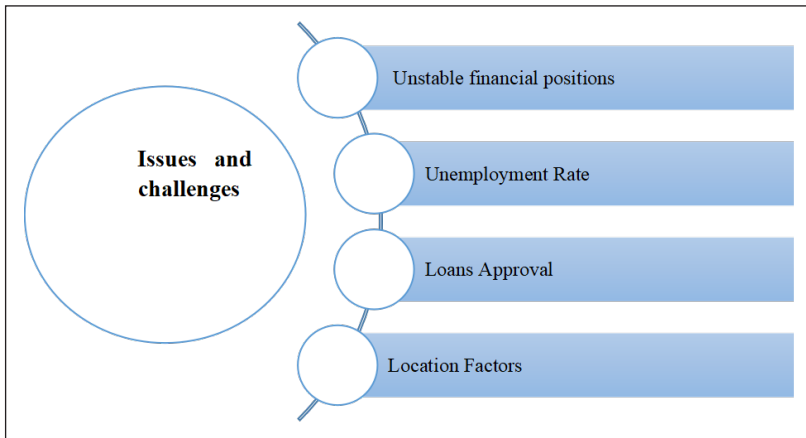 Issues and
challenges
Unstable financial positions
Unemployment Rate
Loans Approval
Location Factors